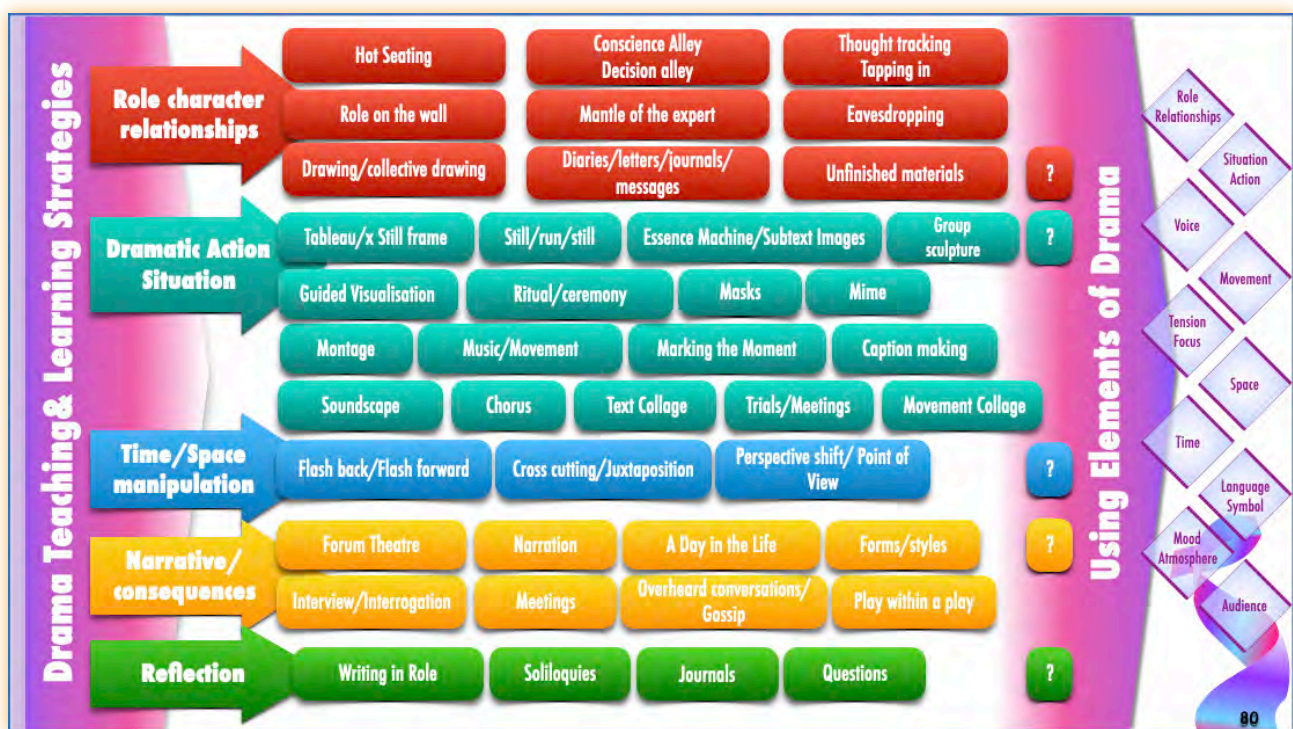 Drama Teaching& Learning Strategies
Role character
relationships
Hot Seating
Conscience Alley
Decision alley
Thought tracking
Tapping in
Role on the wall
Mantle of the expert
Eavesdropping
Drawing/collective drawing
Diaries/letters/journals/
messages
Unfinished materials
?
Dramatic Action
Situation
Tableau/x Still frame
Still/run/still
Essence Machine/Subtext Images
Group
sculpture
?
Guided Visualisation
Ritual/ceremony
Masks
Mime
Montage
Music/Movement
Marking the Moment
Caption making
Soundscape
Chorus
Text Collage
Trials/Meetings
Movement Collage
Time/Space
manipulation
Flash back/Flash forward
Cross cutting/Juxtaposition
Perspective shift/ Point of
View
?
Narrative/
consequences
Forum Theatre
Narration
A Day in the Life
Forms/styles
?
Interview/Interrogation
Meetings
Overheard conversations/
Gossip
Play within a play
Reflection
Writing in Role
Soliloquies
Journals
Questions
?
Using Elements of Drama
Role
Relationships
Situation
Action
Voice
Movement
Tension
Focus
Space
Time
Language
Symbol
Mood
Atmosphere
Audience
80